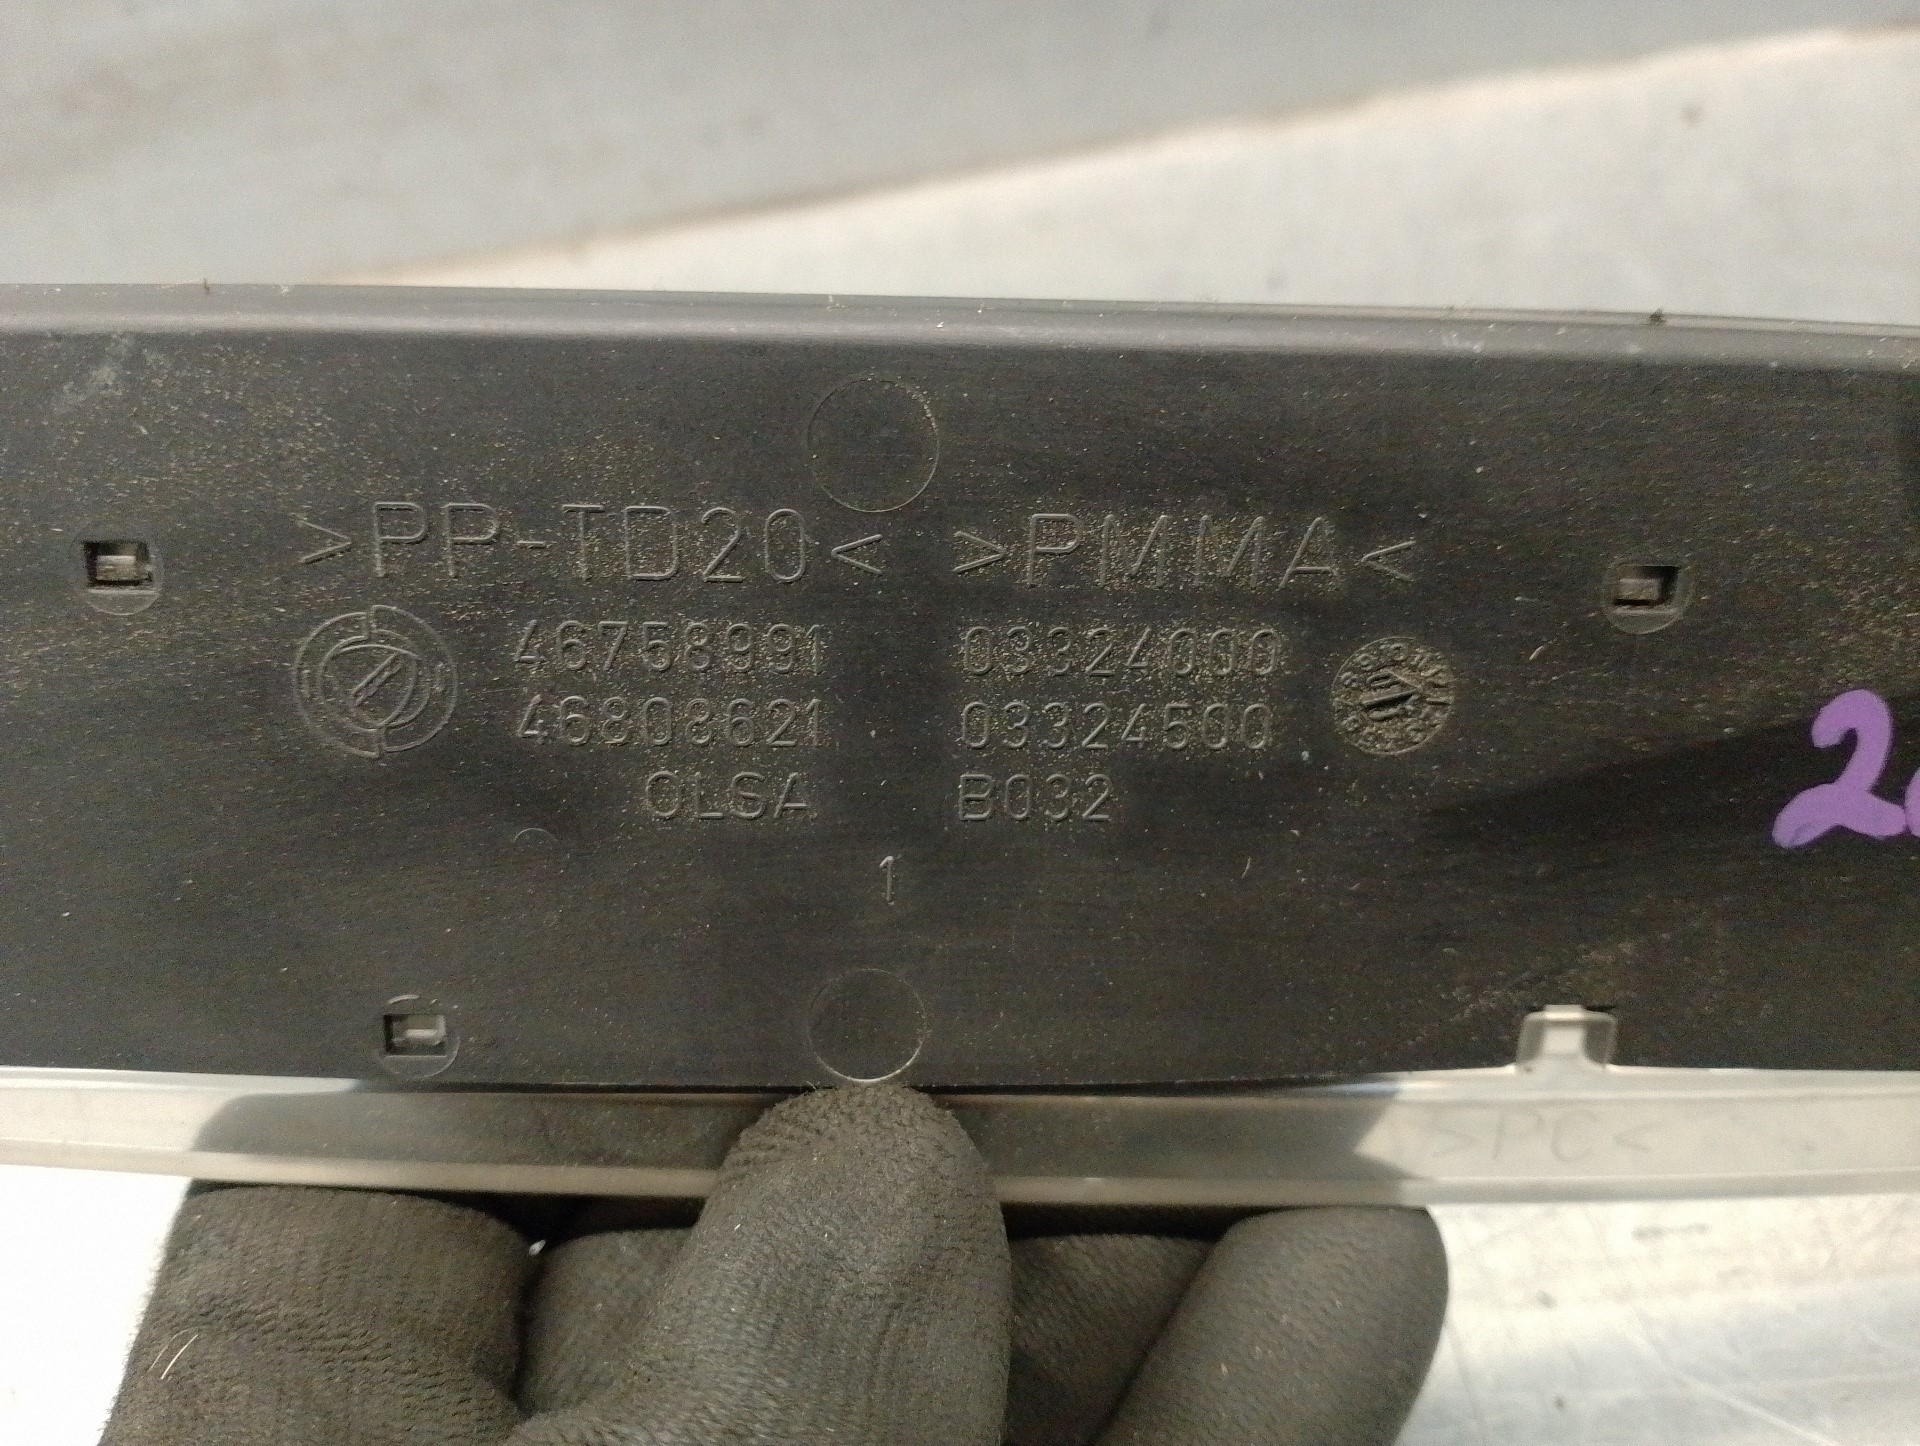 >PP-TD20< >PMMA<
46758991 03324000
46808621 03324500
OLSA B032
1
>PC<